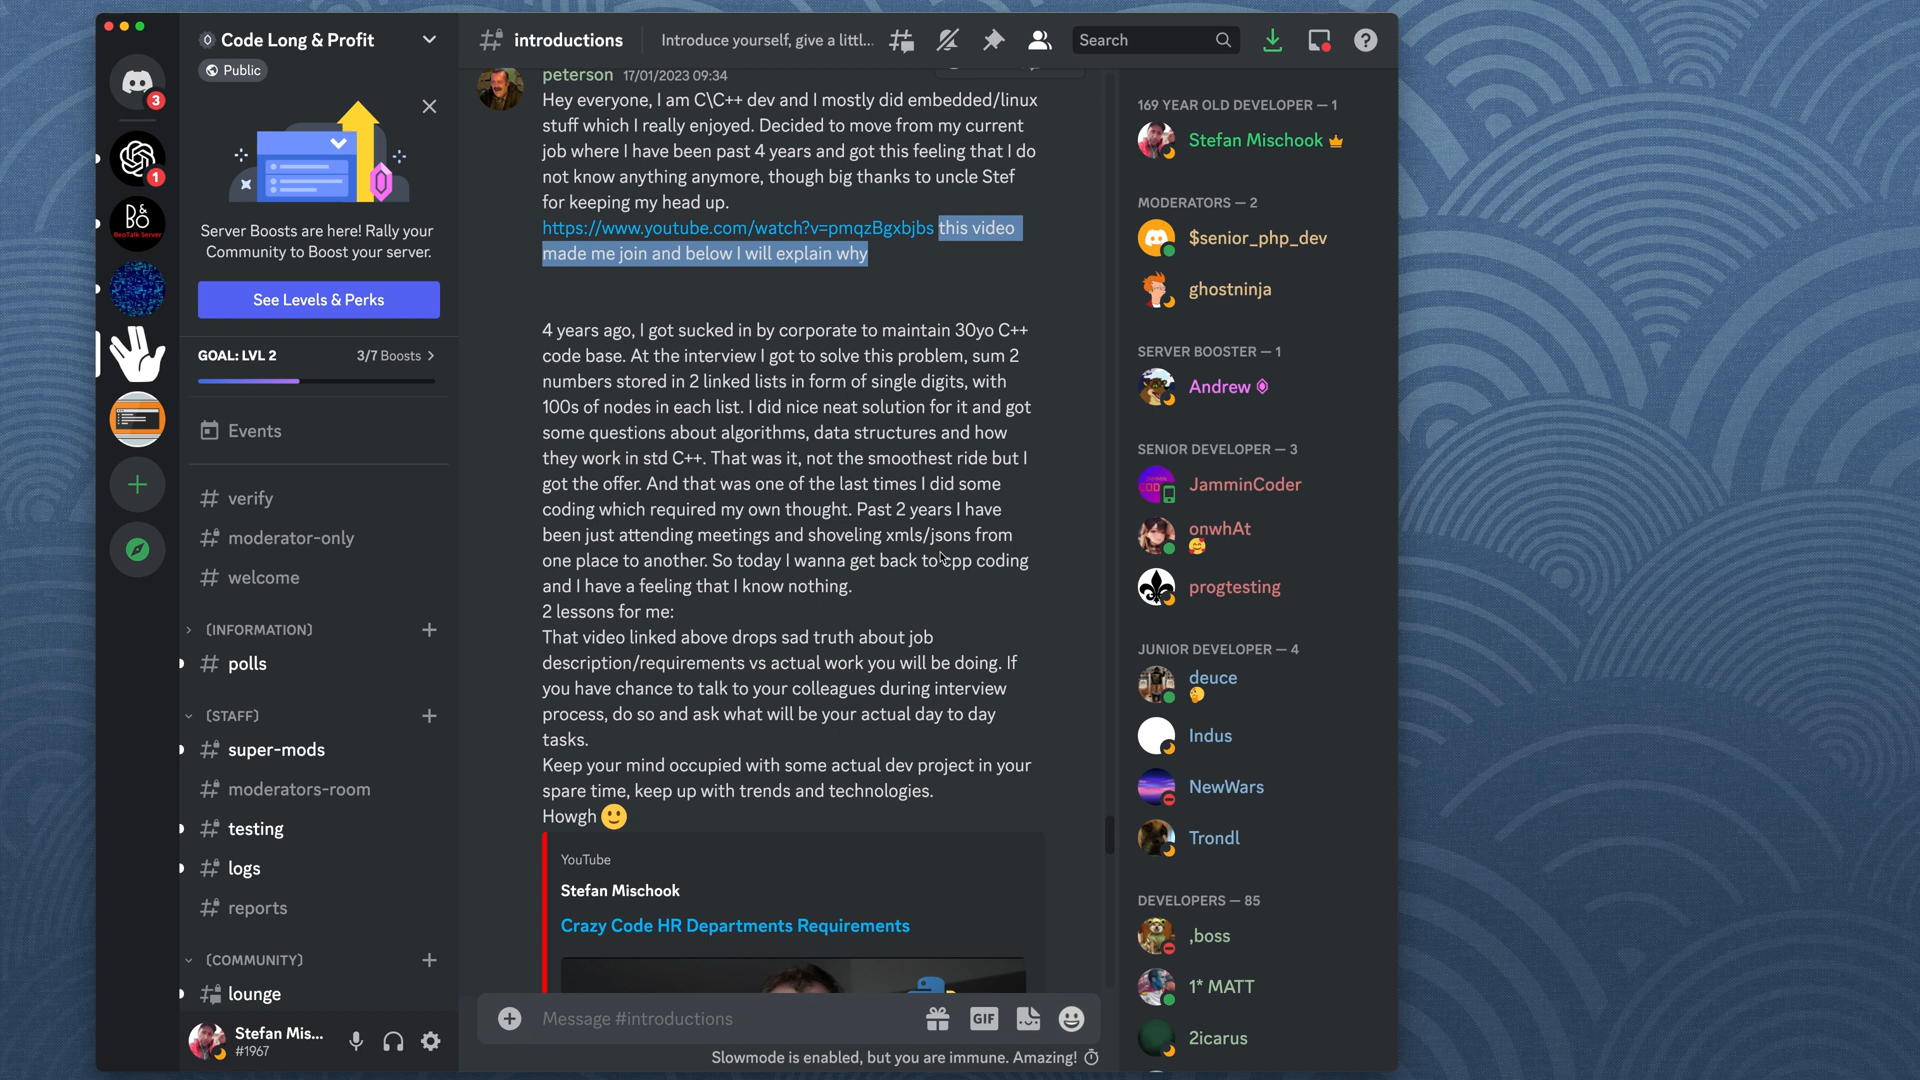 Code Long & Profit
Public
Server Boosts are here! Rally your
Community to Boost your server.
See Levels & Perks
GOAL: LVL 2
3/7 Boosts
Events
verify
moderator-only
welcome
(INFORMATION)
polls
(STAFF)
super-mods
moderators-room
testing
logs
reports
(COMMUNITY)
lounge
Stefan Mis...
#1967
3
1
BO
BeoTalk Server
introductions
Introduce yourself, give a littl...
Search
peterson 17/01/2023 09:34
Hey everyone, I am C\C++ dev and I mostly did embedded/linux
stuff which I really enjoyed. Decided to move from my current
job where I have been past 4 years and got this feeling that I do
not know anything anymore, though big thanks to uncle Stef
for keeping my head up.
https://www.youtube.com/watch?v=pmqzBgxbjbs this video
made me join and below I will explain why
4 years ago, I got sucked in by corporate to maintain 30yo C++
code base. At the interview I got to solve this problem, sum 2
numbers stored in 2 linked lists in form of single digits, with
100s of nodes in each list. I did nice neat solution for it and got
some questions about algorithms, data structures and how
they work in std C++. That was it, not the smoothest ride but I
got the offer. And that was one of the last times I did some
coding which required my own thought. Past 2 years I have
been just attending meetings and shoveling xmls/jsons from
one place to another. So today I wanna get back to cpp coding
and I have a feeling that I know nothing.
2 lessons for me:
That video linked above drops sad truth about job
description/requirements vs actual work you will be doing. If
you have chance to talk to your colleagues during interview
process, do so and ask what will be your actual day to day
tasks.
Keep your mind occupied with some actual dev project in your
spare time, keep up with trends and technologies.
Howgh
YouTube
Stefan Mischook
Crazy Code HR Departments Requirements
Message #introductions
GIF
Slowmode is enabled, but you are immune. Amazing!
169 YEAR OLD DEVELOPER — 1
Stefan Mischook
MODERATORS — 2
$senior_php_dev
ghostninja
SERVER BOOSTER — 1
Andrew
SENIOR DEVELOPER — 3
JamminCoder
onwhAt
progtesting
JUNIOR DEVELOPER — 4
deuce
Indus
NewWars
Trondl
DEVELOPERS — 85
,boss
1* MATT
2icarus